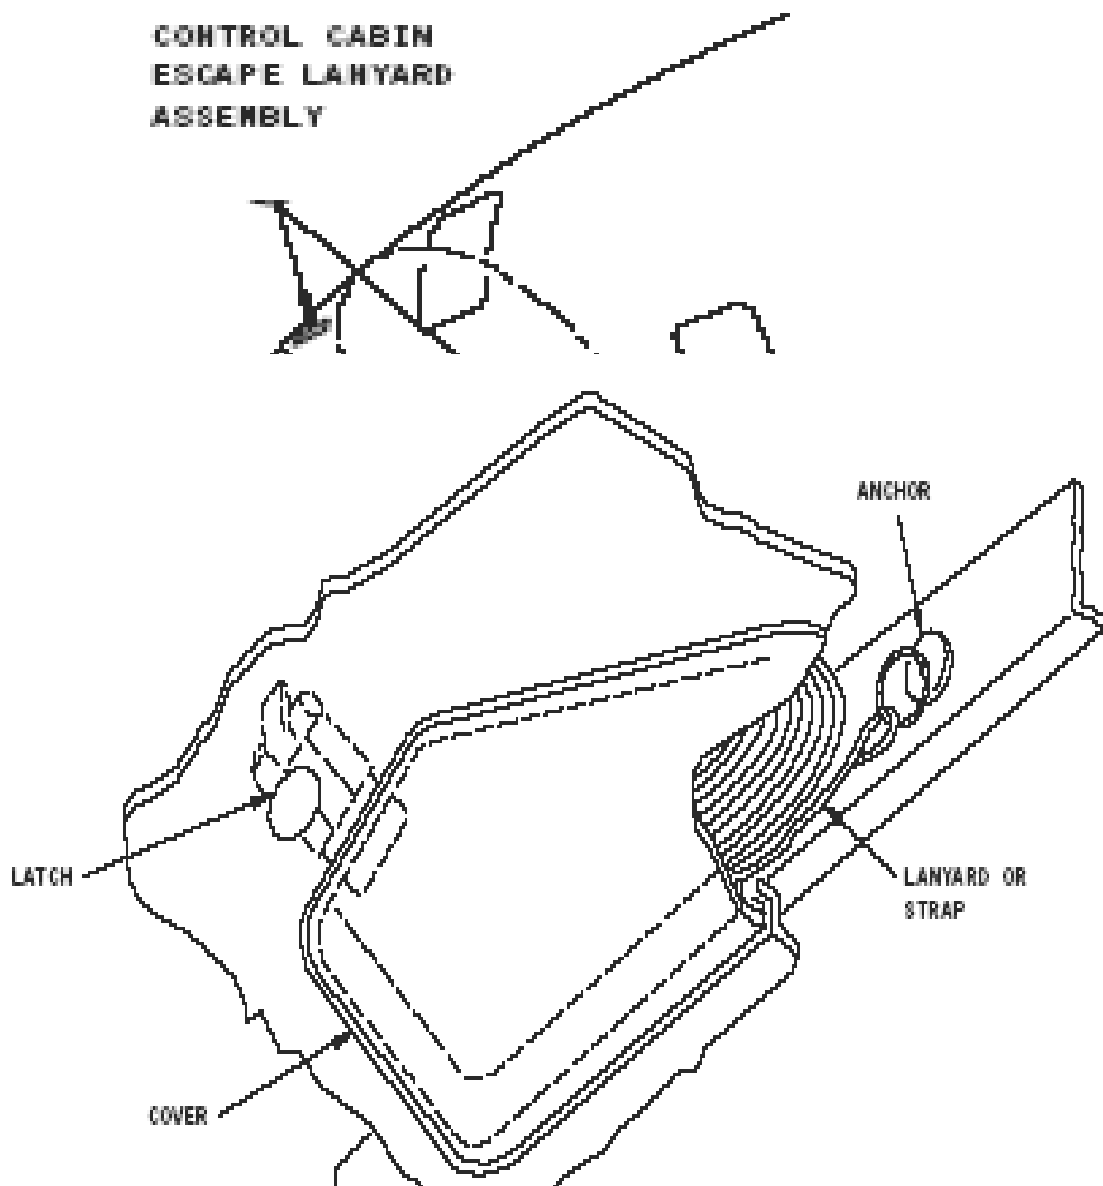 CONTROL CABIN
ESCAPE LANYARD
ASSEMBLY
ANCHOR
LATCH
LANYARD OR
STRAP
COVER